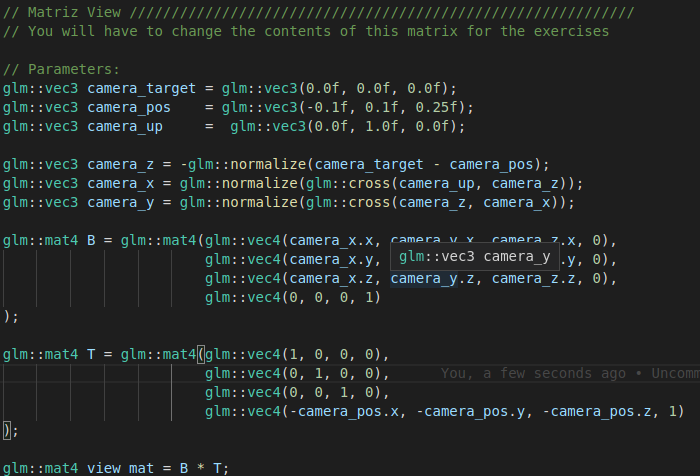 // Matriz View ////////////////////////////////////////////////////////////
// You will have to change the contents of this matrix for the exercises
// Parameters:
glm::vec3 camera_target = glm::vec3(0.0f, 0.0f, 0.0f);
glm::vec3 camera_pos    = glm::vec3(-0.1f, 0.1f, 0.25f);
glm::vec3 camera_up     =  glm::vec3(0.0f, 1.0f, 0.0f);
glm::vec3 camera_z = -glm::normalize(camera_target - camera_pos);
glm::vec3 camera_x = glm::normalize(glm::cross(camera_up, camera_z));
glm::vec3 camera_y = glm::normalize(glm::cross(camera_z, camera_x));
glm::mat4 B = glm::mat4(glm::vec4(camera_x.x, camera_y.x, camera_z.x, 0),
glm::vec4(camera_x.y, glm::vec3 camera_y .y, 0),
glm::vec4(camera_x.z, camera_y.z, camera_z.z, 0),
glm::vec4(0, 0, 0, 1)
);
glm::mat4 T = glm::mat4(glm::vec4(1, 0, 0, 0),
glm::vec4(0, 1, 0, 0), You, a few seconds ago • Uncomm
glm::vec4(0, 0, 1, 0),
glm::vec4(-camera_pos.x, -camera_pos.y, -camera_pos.z, 1)
);
glm::mat4 view_mat = B * T;